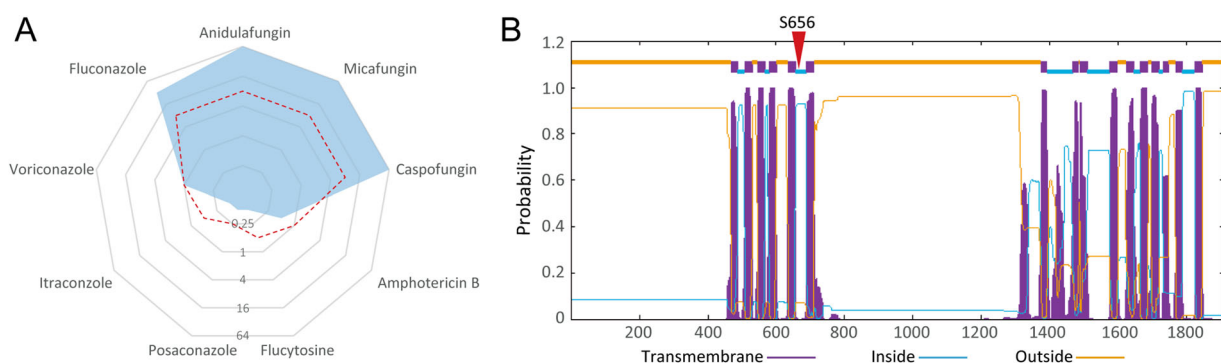 A
Anidulafungin
Micafungin
Caspofungin
Amphotericin B
Flucytosine
Posaconazole
Itraconzole
Voriconazole
Fluconazole
0.25
1
4
16
64
B
S656
Probability
1.2
1.0
0.8
0.6
0.4
0.2
0
200 400 600 800 1000 1200 1400 1600 1800
Transmembrane Inside Outside